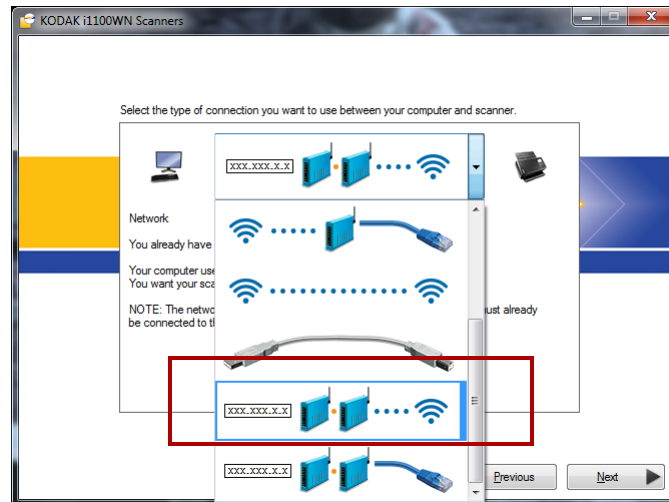 KODAK i1100WN Scanners
Select the type of connection you want to use between your computer and scanner.
xxx.xxx.x.x
Network
You already have
Your computer use
You want your sca
NOTE: The netwo
ust already
be connected to t
xxx.xxx.x.x
xxx.xxx.x.x
Previous
Next